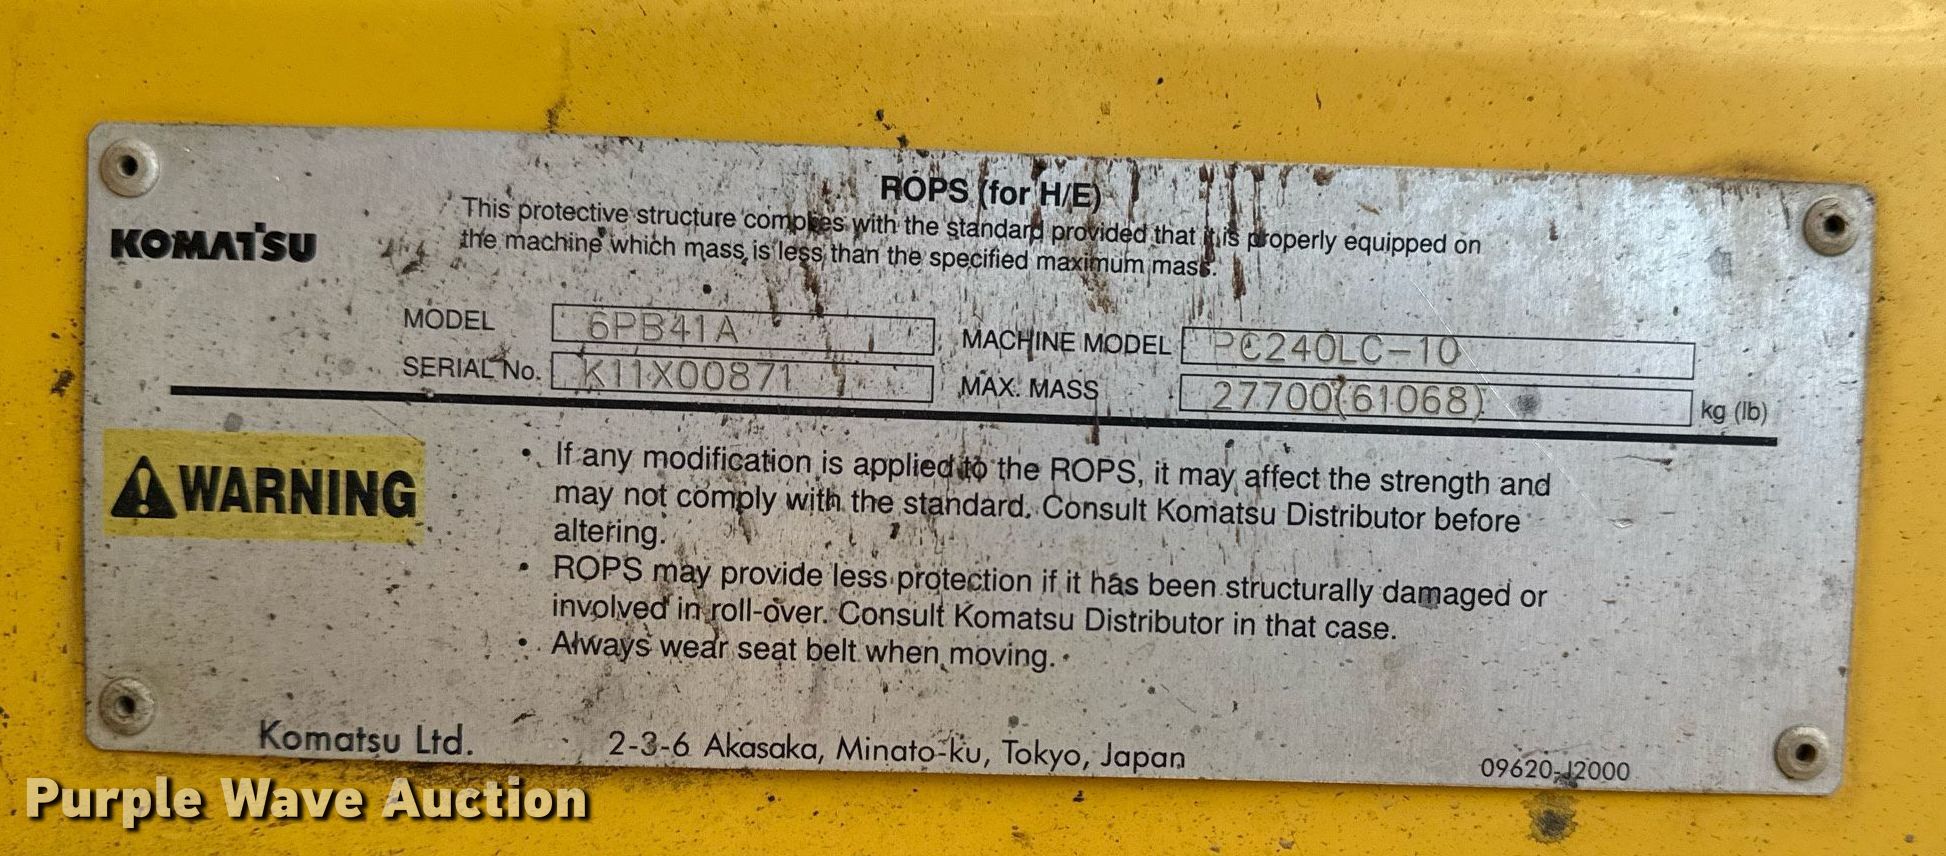 ROPS (for H/E)
This protective structure complies with the standard provided that it is properly equipped on
KOMATSU
the machine which mass is less than the specified maximum mass.
MODEL 6PB41A MACHINE MODEL PC240LC-10
SERIAL No. K11X00871 MAX. MASS 27700(61068) kg (lb)
WARNING
• If any modification is applied to the ROPS, it may affect the strength and
may not comply with the standard. Consult Komatsu Distributor before
altering.
• ROPS may provide less protection if it has been structurally damaged or
involved in roll-over. Consult Komatsu Distributor in that case.
• Always wear seat belt when moving.
Komatsu Ltd. 2-3-6 Akasaka, Minato-ku, Tokyo, Japan 09620-J2000
Purple Wave Auction